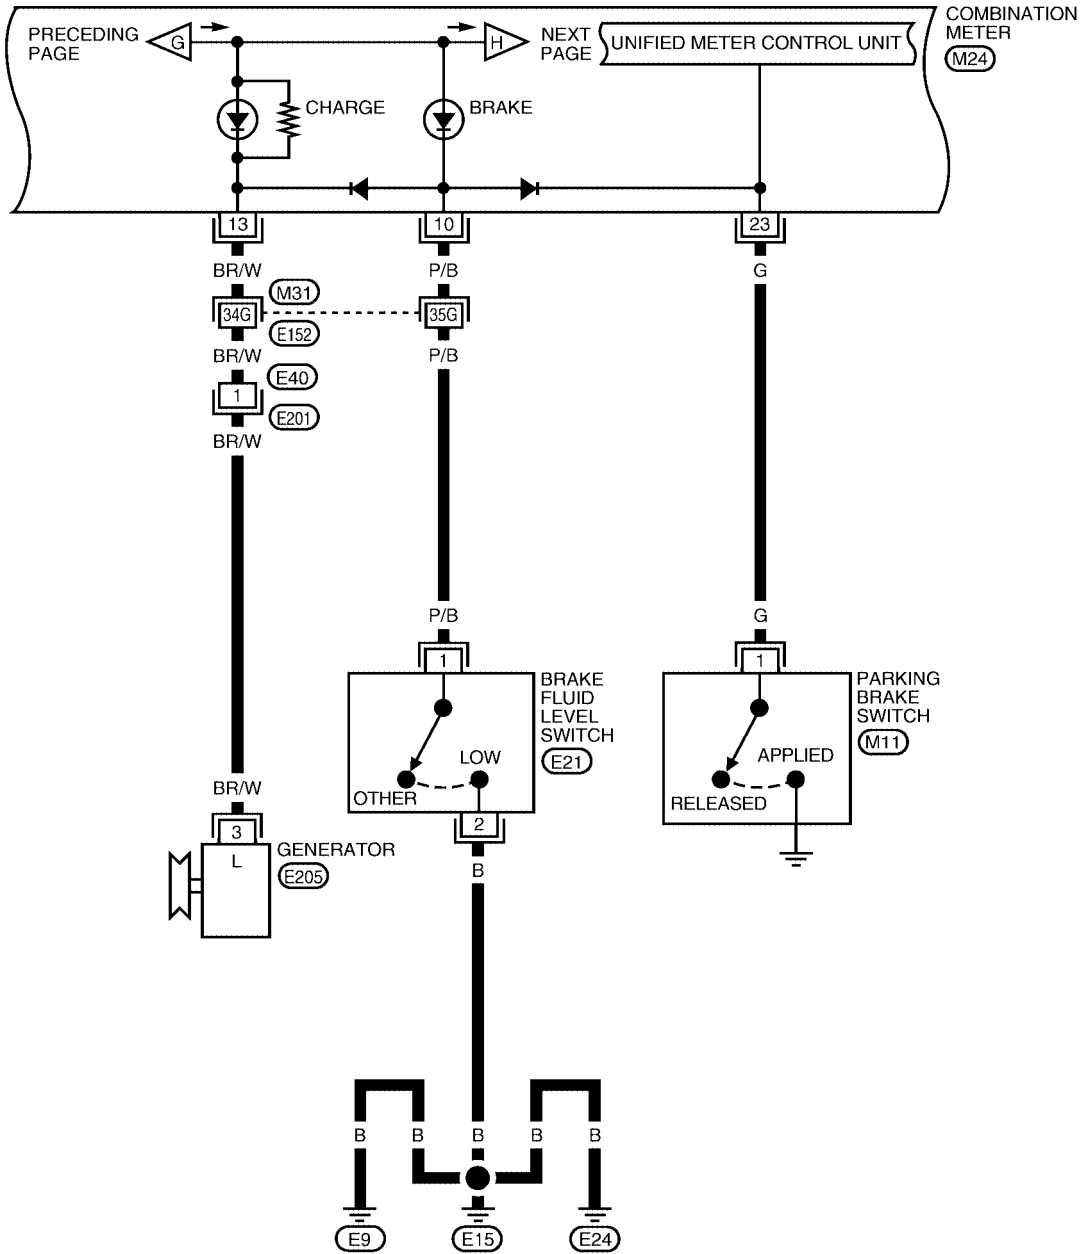 PRECEDING
PAGE
G
H
NEXT
PAGE
UNIFIED METER CONTROL UNIT
COMBINATION
METER
M24
CHARGE
BRAKE
13
10
23
BR/W
P/B
G
M31
34G
35G
E152
BR/W
P/B
E40
1
E201
BR/W
P/B
G
1
1
BRAKE
FLUID
LEVEL
SWITCH
E21
LOW
OTHER
PARKING
BRAKE
SWITCH
M11
APPLIED
RELEASED
BR/W
3
L
GENERATOR
E205
2
B
B
B
B
B
B
E9
E15
E24